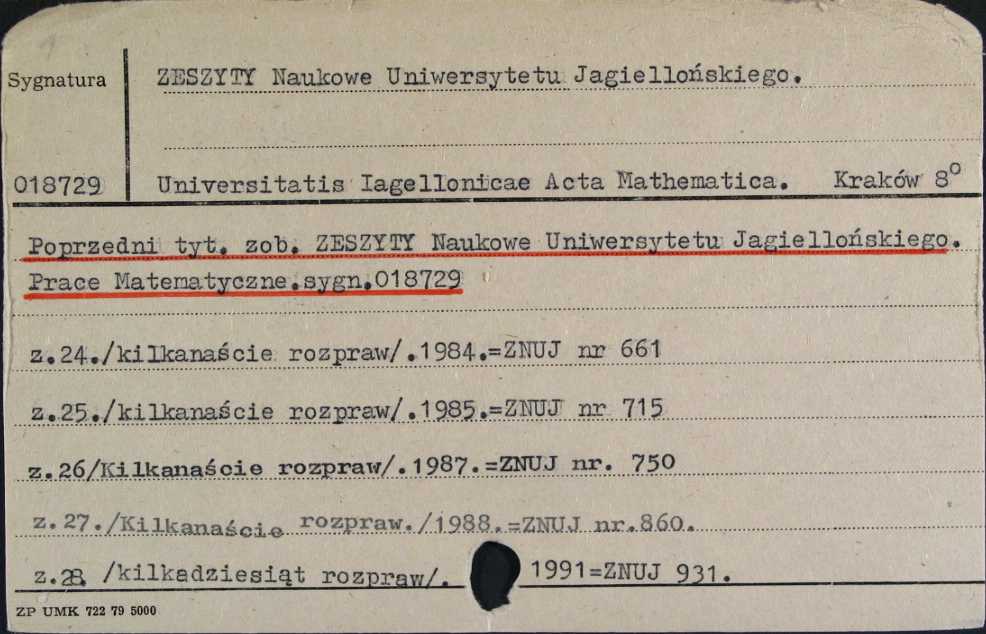 ZESZYTY Naukowe Uniwersytetu Jagiellońskiego.
Sygnatura
018729
Universitatis Iagellonicae Acta Mathematica. Kraków 8°
Poprzedni tyt. zob. ZESZYTY Naukowe Uniwersytetu Jagiellońskiego.
Prace Matematyczne.sygn.018729
z.24./kilkanaście rozpraw/.1984.=ZNUJ nr 661
z.25./kilkanaście rozpraw/.1985.=ZNUJ nr 715
z.26/Kilkanaście rozpraw/.1987.=ZNUJ nr. 750
z.27./Kilkanaście rozpraw./1988.=ZNUJ nr.860.
z.28. /kilkadziesiąt rozpraw/. 1991=ZNUJ 931.
ZP UMK 722 79 5000